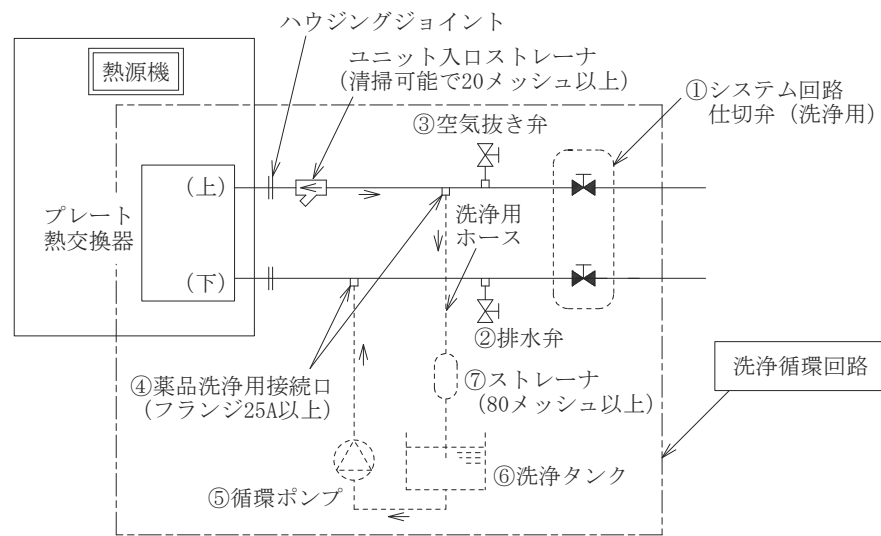 ハウジングジョイント
熱源機
ユニット入口ストレーナ
(清掃可能で20メッシュ以上)
①システム回路
仕切弁（洗浄用）
③空気抜き弁
(上)
プレート
熱交換器
洗浄用
ホース
(下)
②排水弁
④薬品洗浄用接続口
(フランジ25A以上)
⑦ストレーナ
(80メッシュ以上)
洗浄循環回路
⑥洗浄タンク
⑤循環ポンプ